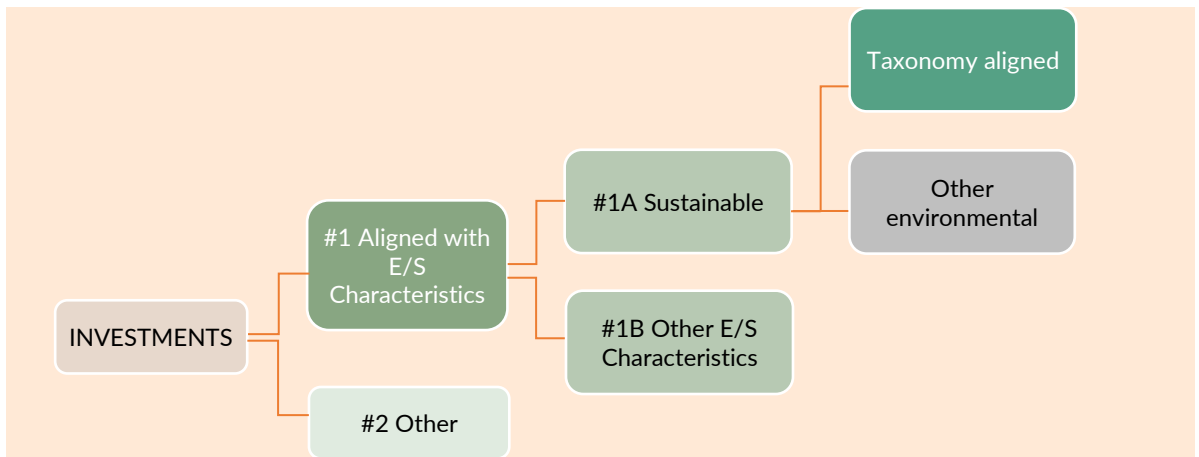 INVESTMENTS
#1 Aligned with
E/S
Characteristics
#2 Other
#1A Sustainable
#1B Other E/S
Characteristics
Taxonomy aligned
Other
environmental